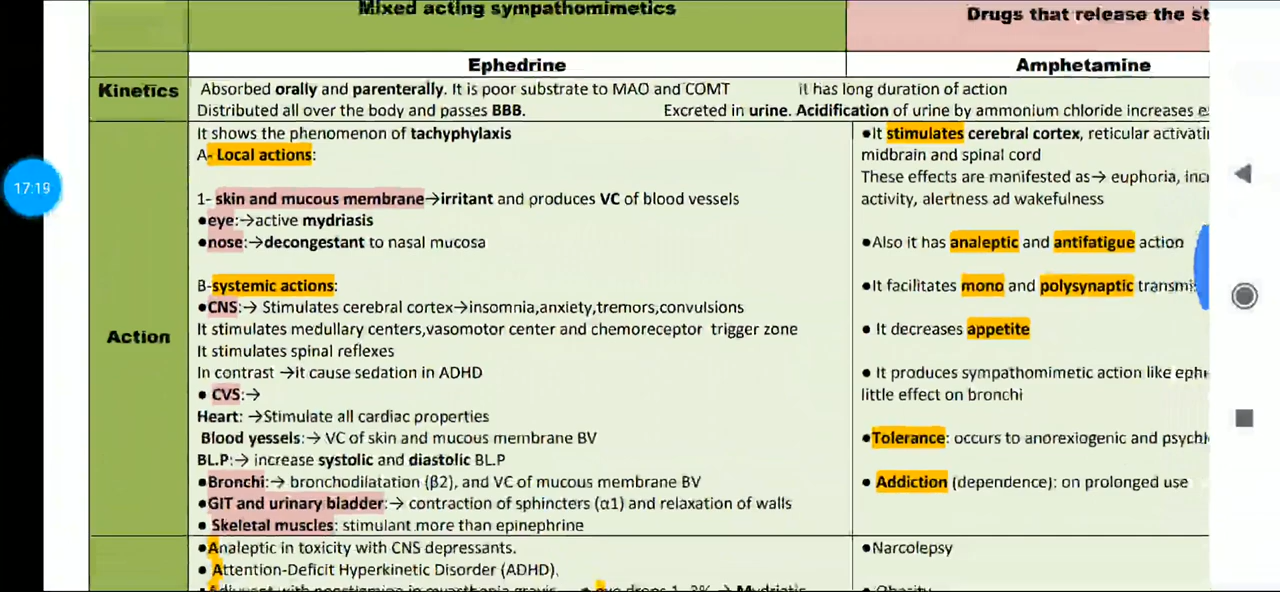 Mixed acting sympathomimetics
Drugs that release the st
Ephedrine
Amphetamine
Kinetics
Absorbed orally and parenterally. It is poor substrate to MAO and COMT it has long duration of action
Distributed all over the body and passes BBB. Excreted in urine. Acidification of urine by ammonium chloride increases e
Action
It shows the phenomenon of tachyphylaxis
A- Local actions:
1- skin and mucous membrane→irritant and produces VC of blood vessels
●eye:→active mydriasis
●nose:→decongestant to nasal mucosa
B-systemic actions:
●CNS:→ Stimulates cerebral cortex→insomnia,anxiety,tremors,convulsions
It stimulates medullary centers,vasomotor center and chemoreceptor trigger zone
It stimulates spinal reflexes
In contrast →it cause sedation in ADHD
● CVS:→
Heart: →Stimulate all cardiac properties
Blood vessels:→ VC of skin and mucous membrane BV
BL.P:→ increase systolic and diastolic BL.P
●Bronchi:→ bronchodilatation (β2), and VC of mucous membrane BV
●GIT and urinary bladder:→ contraction of sphincters (α1) and relaxation of walls
● Skeletal muscles: stimulant more than epinephrine
●It stimulates cerebral cortex, reticular activati
midbrain and spinal cord
These effects are manifested as→ euphoria, inc
activity, alertness ad wakefulness
●Also it has analeptic and antifatigue action
●It facilitates mono and polysynaptic transmi
● It decreases appetite
● It produces sympathomimetic action like eph
little effect on bronchi
●Tolerance: occurs to anorexiogenic and psych
● Addiction (dependence): on prolonged use
●Analeptic in toxicity with CNS depressants.
● Attention-Deficit Hyperkinetic Disorder (ADHD).
●Narcolepsy
17:19